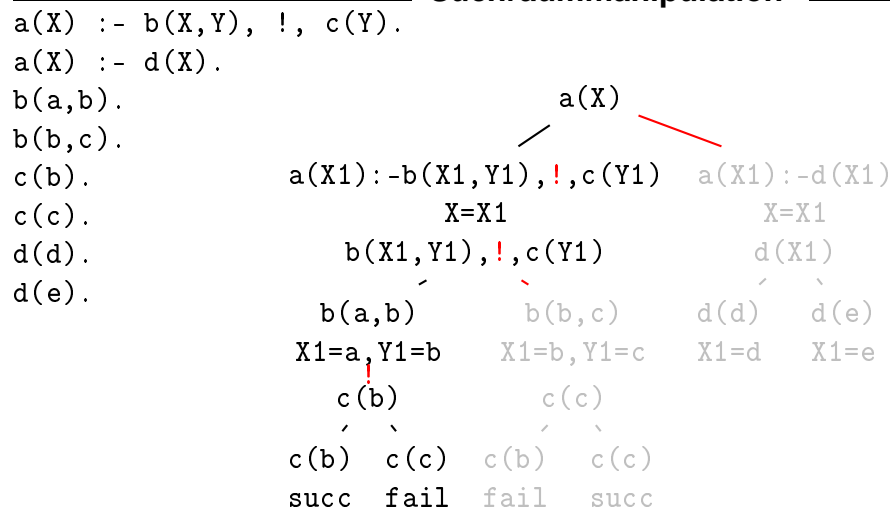 Suchraummanipulation
a(X) :- b(X,Y), !, c(Y).
a(X) :- d(X).
b(a,b).
b(b,c).
c(b).
c(c).
d(d).
d(e).
a(X)
a(X1):-b(X1,Y1),!,c(Y1) a(X1):-d(X1)
X=X1 X=X1
b(X1,Y1),!,c(Y1) d(X1)
b(a,b) b(b,c) d(d) d(e)
X1=a,Y1=b X1=b,Y1=c X1=d X1=e
!
c(b) c(c)
c(b) c(c) c(b) c(c)
succ fail fail succ